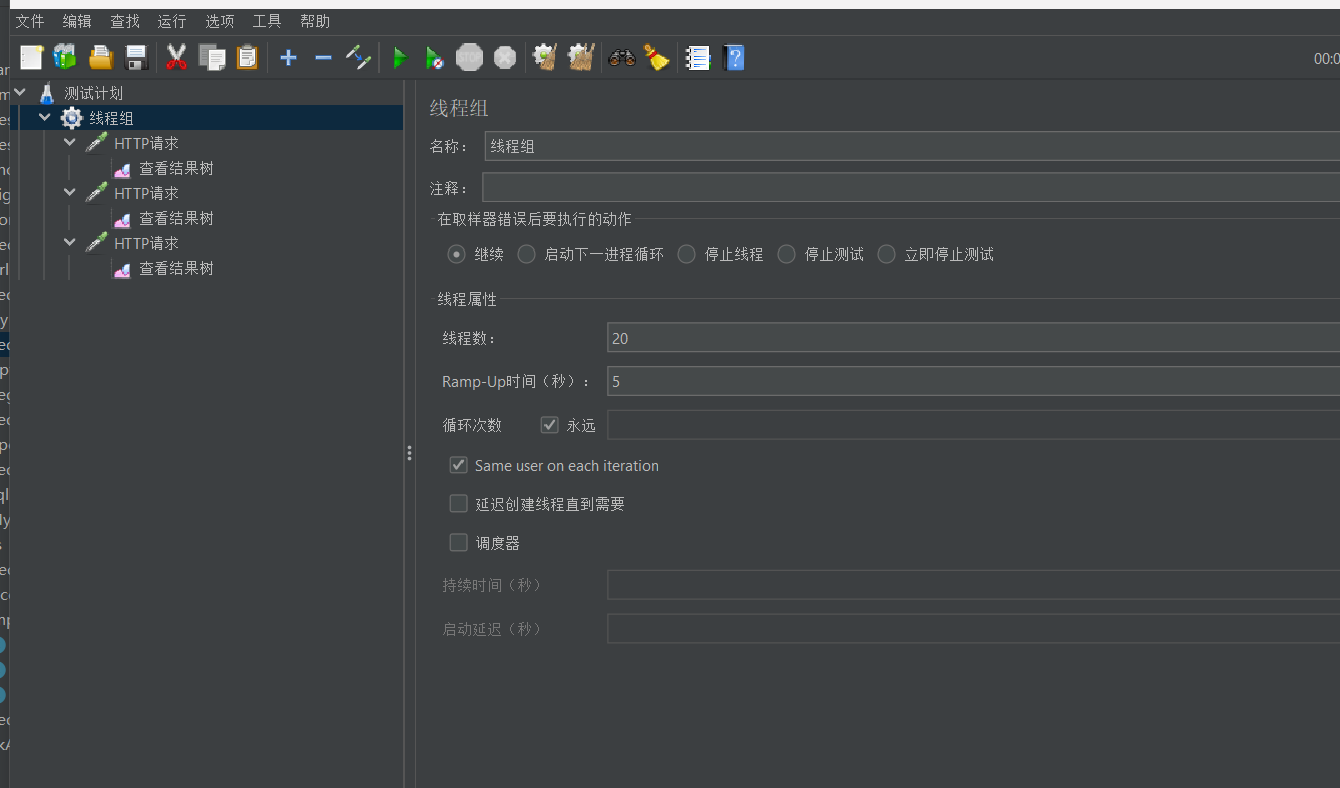 文件 编辑 查找 运行 选项 工具 帮助
STOP
00:0
测试计划
线程组
HTTP请求
查看结果树
HTTP请求
查看结果树
HTTP请求
查看结果树
线程组
名称： 线程组
注释：
在取样器错误后要执行的动作
继续 启动下一进程循环 停止线程 停止测试 立即停止测试
线程属性
线程数： 20
Ramp-Up时间（秒）： 5
循环次数 永远
Same user on each iteration
延迟创建线程直到需要
调度器
持续时间（秒）
启动延迟（秒）